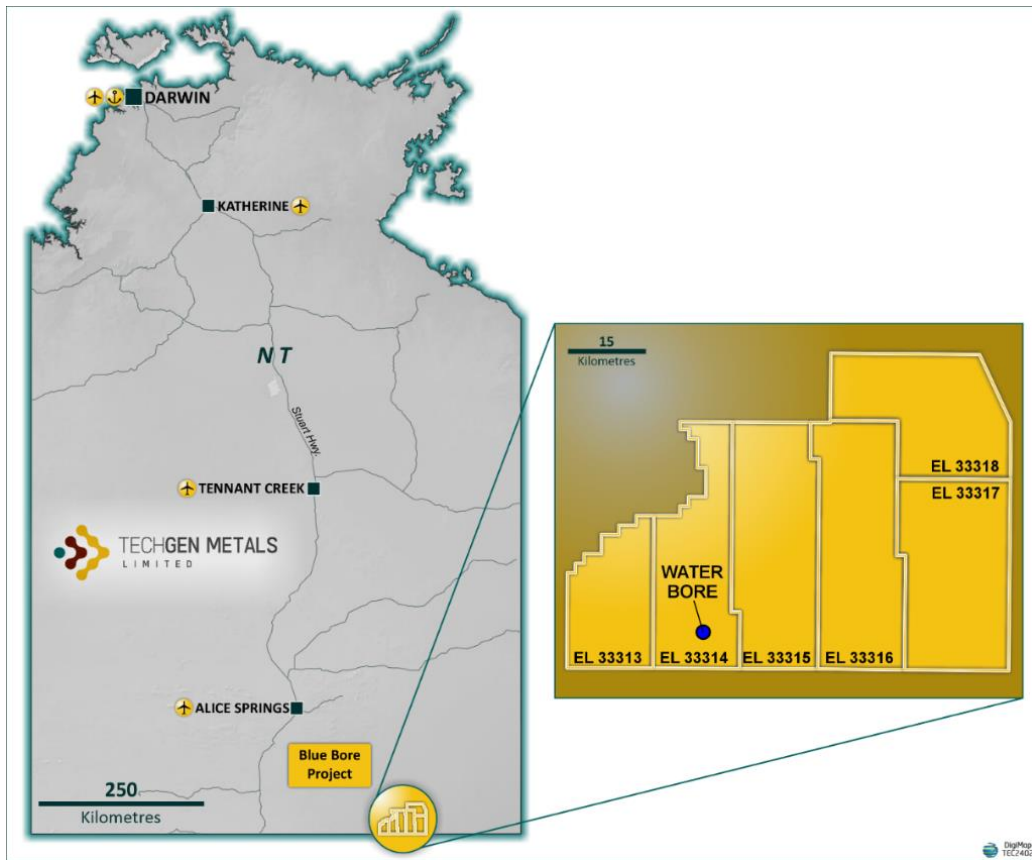 DARWIN
KATHERINE
N T
Stuart Hwy.
TENNANT CREEK
TECHGEN METALS
LIMITED
ALICE SPRINGS
Blue Bore
Project
250
Kilometres
15
Kilometres
EL 33318
EL 33317
WATER
BORE
EL 33313
EL 33314
EL 33315
EL 33316
DigiMap